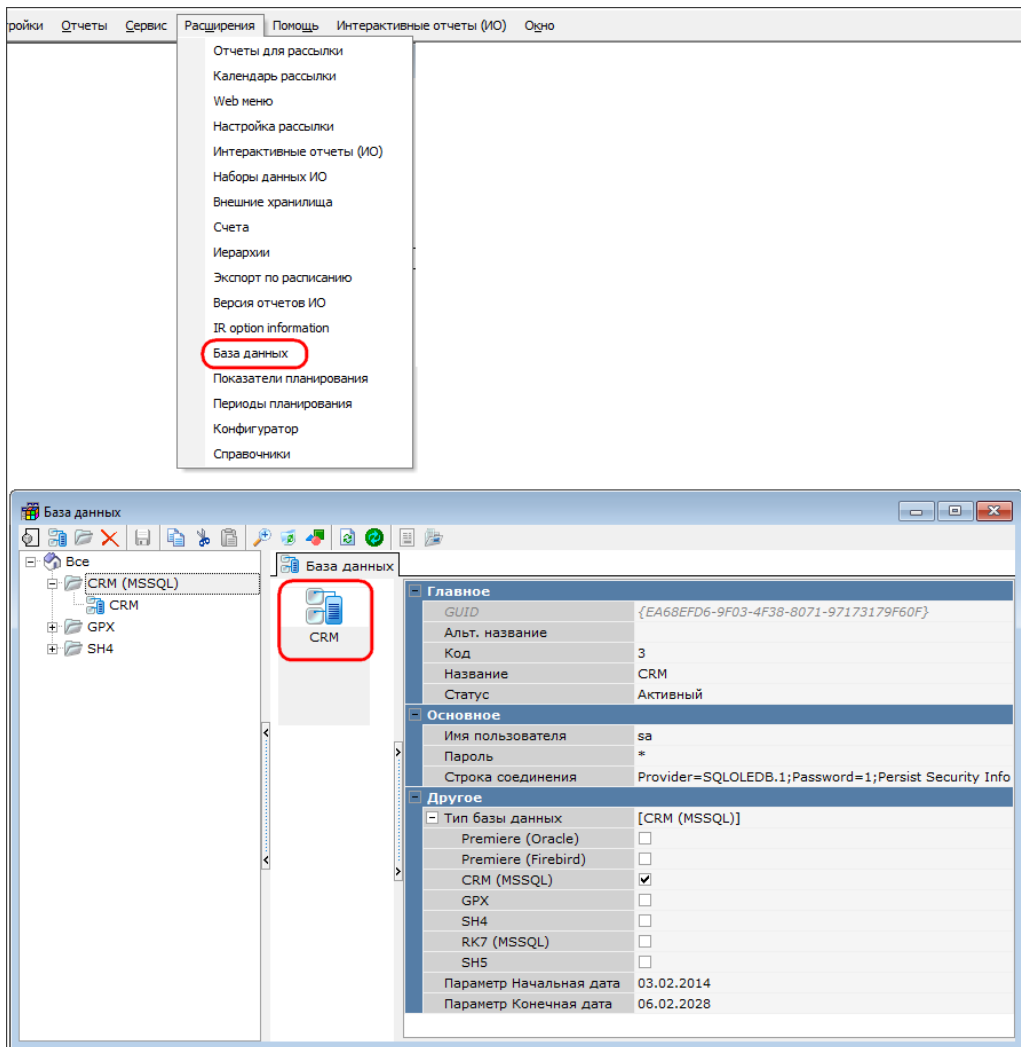 ройки Отчеты Сервис Расширения Помощь Интерактивные отчеты (ИО) Окно
Отчеты для рассылки
Календарь рассылки
Web меню
Настройка рассылки
Интерактивные отчеты (ИО)
Наборы данных ИО
Внешние хранилища
Счета
Иерархии
Экспорт по расписанию
Версия отчетов ИО
IR option information
База данных
Показатели планирования
Периоды планирования
Конфигуратор
Справочники
База данных
Все
CRM (MSSQL)
CRM
GPX
SH4
База данных
CRM
Главное
GUID {EA68EFD6-9F03-4F38-8071-97173179F60F}
Альт. название
Код 3
Название CRM
Статус Активный
Основное
Имя пользователя sa
Пароль *
Строка соединения Provider=SQLOLEDB.1;Password=1;Persist Security Info
Другое
Тип базы данных [CRM (MSSQL)]
Premiere (Oracle)
Premiere (Firebird)
CRM (MSSQL)
GPX
SH4
RK7 (MSSQL)
SH5
Параметр Начальная дата 03.02.2014
Параметр Конечная дата 06.02.2028